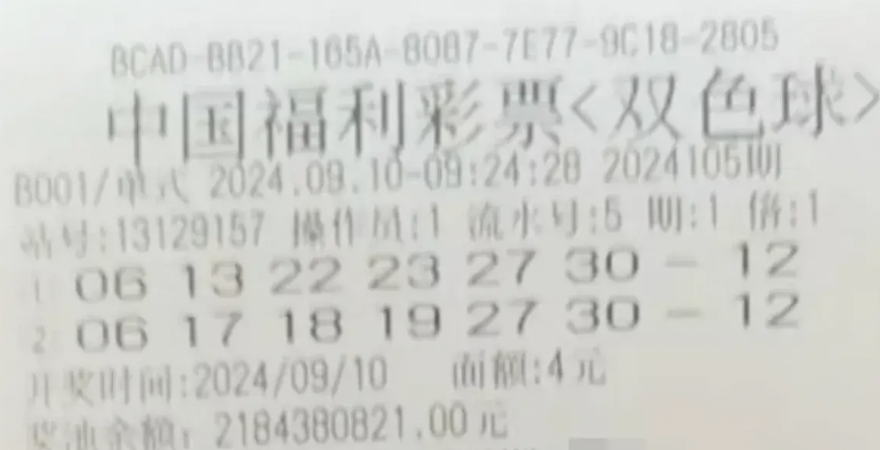 BCAD-BB21-165A-80B7-7E77-9C18-2805
中国福利彩票<双色球>
B001/单式 2024.09.10-09:24:28 2024105期
站号:13129157 操作员:1 流水号:5 期:1 倍:1
1 06 13 22 23 27 30 - 12
2 06 17 18 19 27 30 - 12
开奖时间:2024/09/10 面额:4元
奖池余额: 2184380821.00元